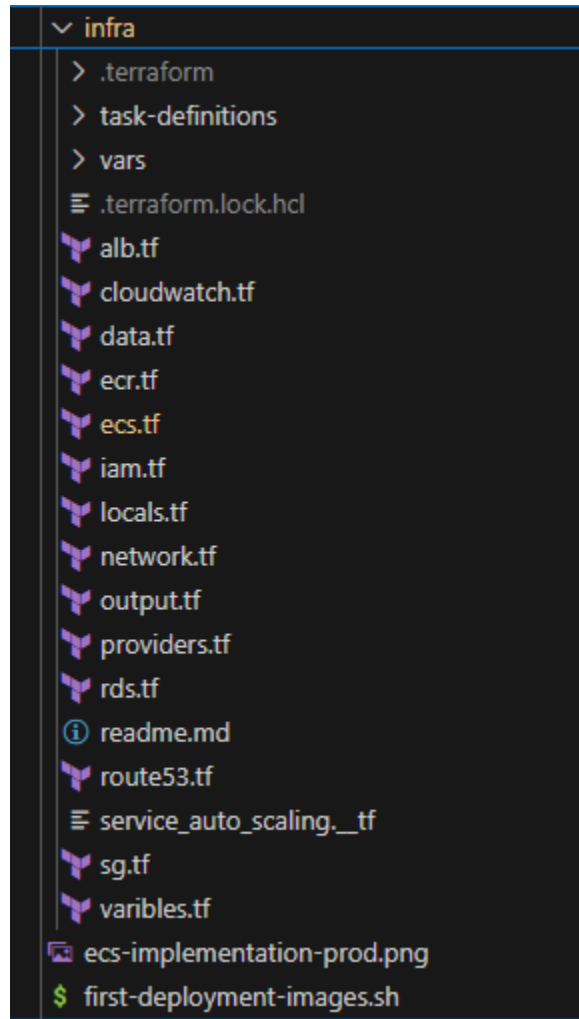 infra
.terraform
task-definitions
vars
.terraform.lock.hcl
alb.tf
cloudwatch.tf
data.tf
ecr.tf
ecs.tf
iam.tf
locals.tf
network.tf
output.tf
providers.tf
rds.tf
readme.md
route53.tf
service_auto_scaling.__tf
sg.tf
varibles.tf
ecs-implementation-prod.png
$ first-deployment-images.sh